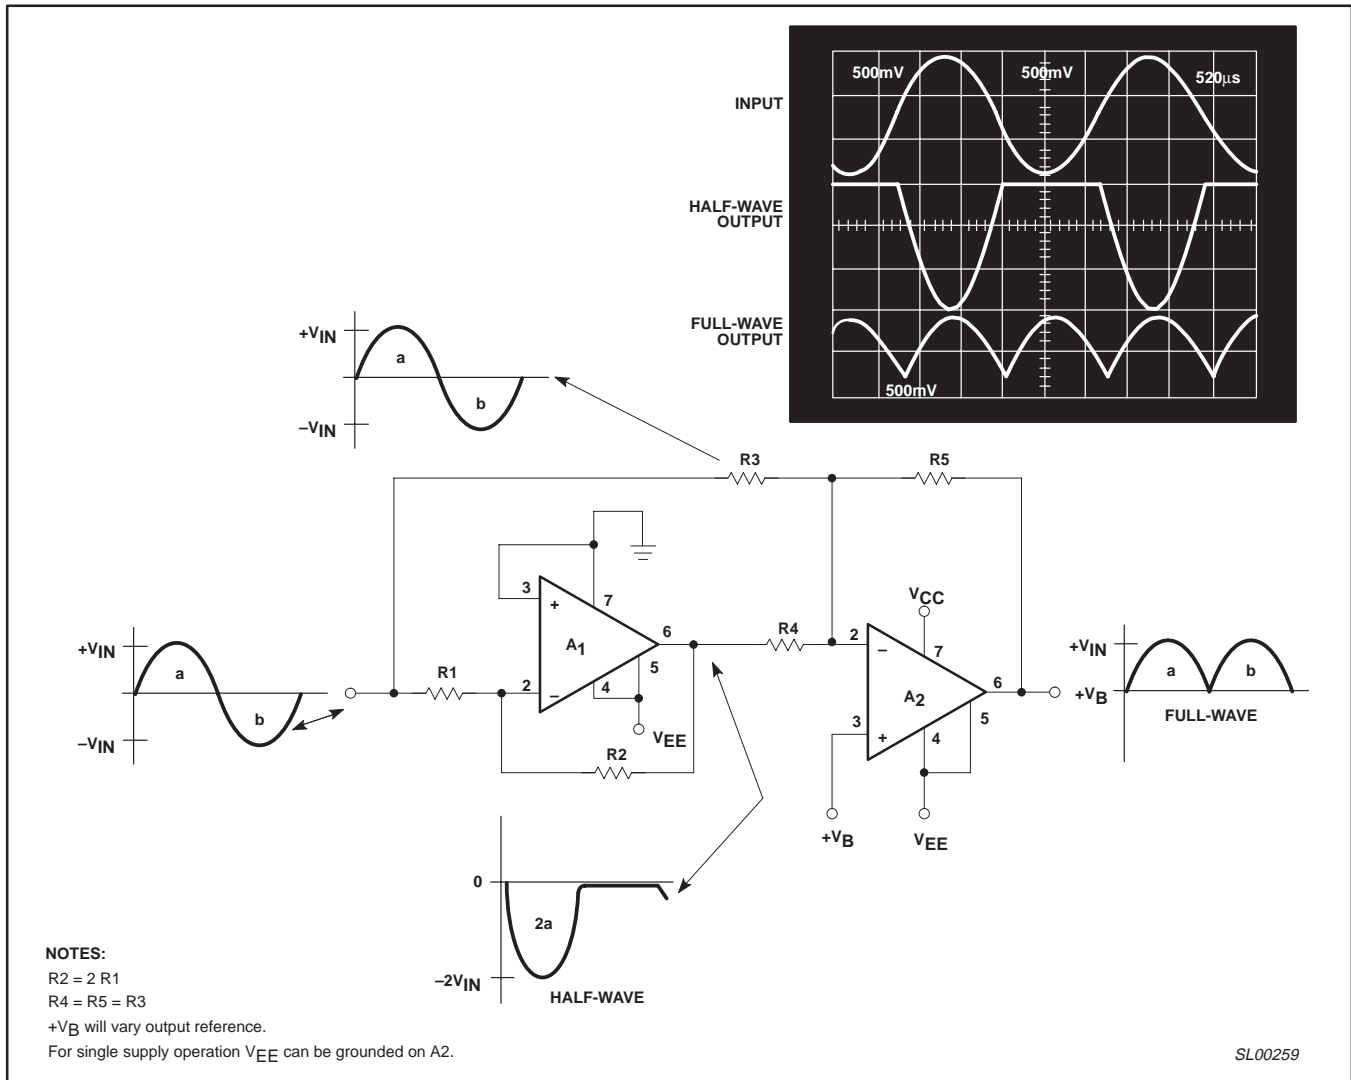 INPUT
500mV 500mV 520μs
HALF-WAVE
OUTPUT
FULL-WAVE
OUTPUT
500mV
+VIN
a
b
–VIN
R3
R5
3
+
7
A1
6
5
4
2
–
VEE
R1
R2
R4
+VIN
a
b
–VIN
VCC
2
–
7
A2
6
5
3
+
4
+VB
VEE
+VIN
a
b
+VB
FULL-WAVE
0
2a
–2VIN
HALF-WAVE
NOTES:
R2 = 2 R1
R4 = R5 = R3
+VB will vary output reference.
For single supply operation VEE can be grounded on A2.
SL00259